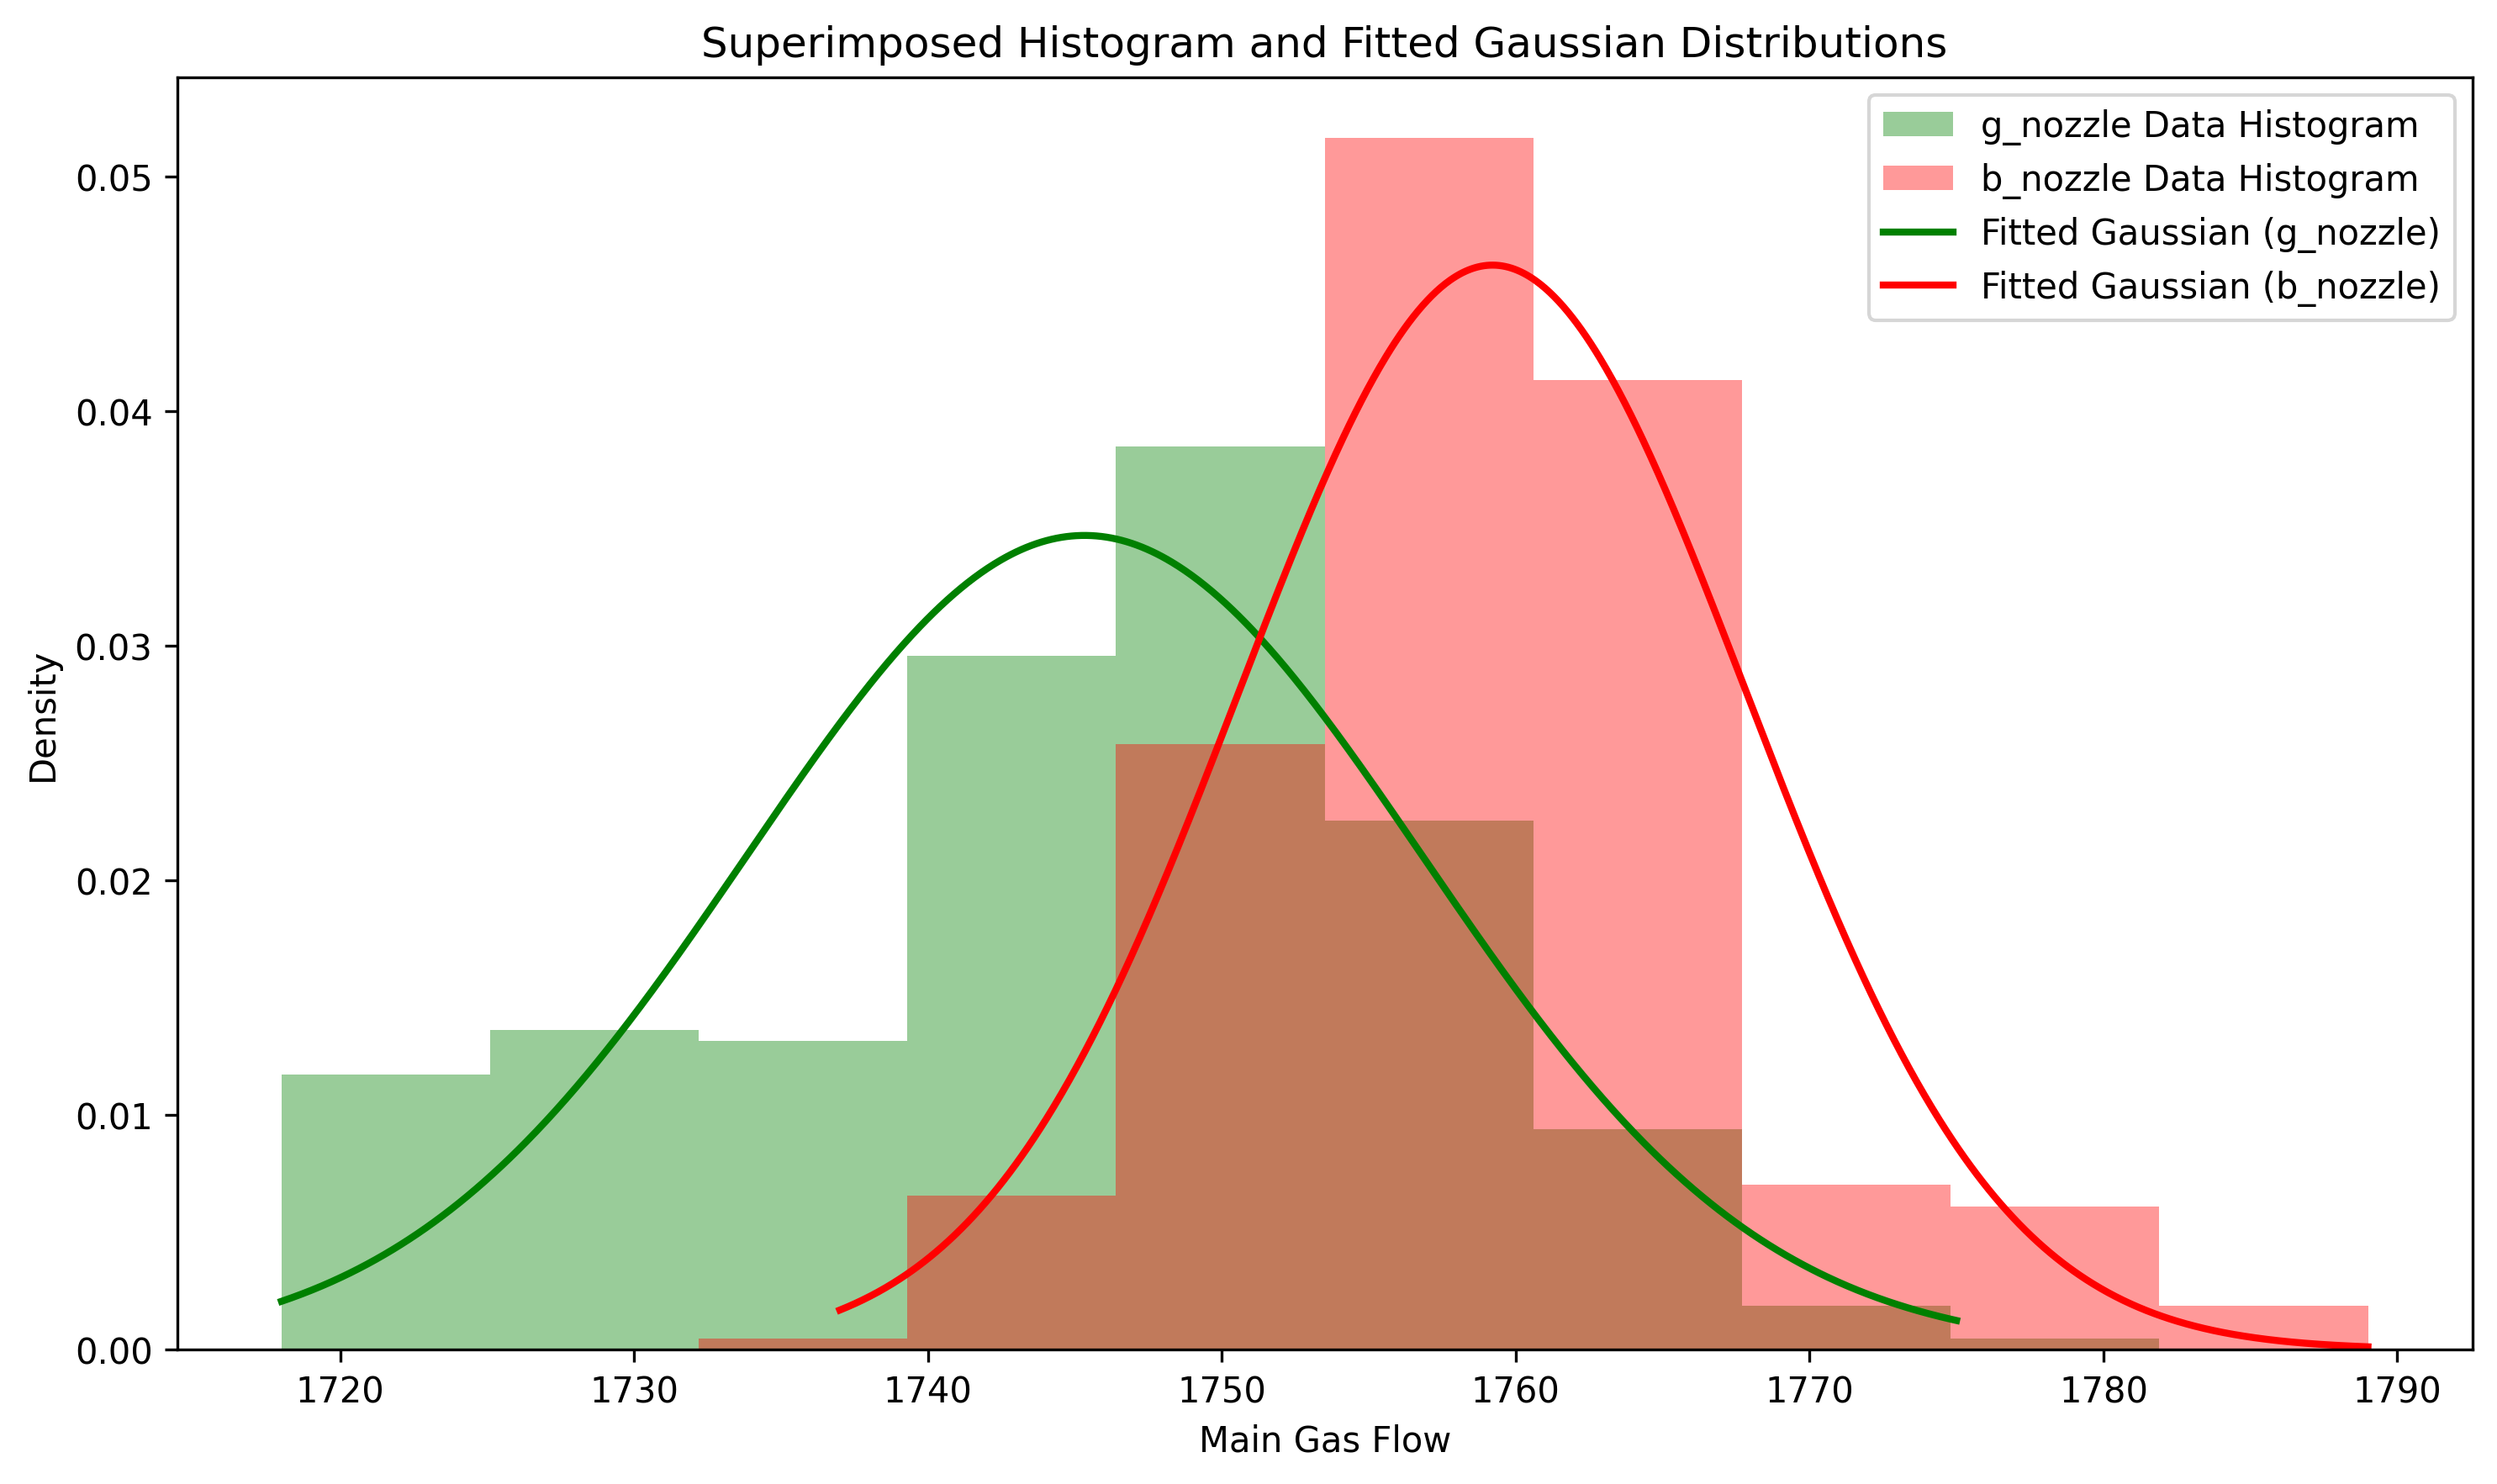 Superimposed Histogram and Fitted Gaussian Distributions
g_nozzle Data Histogram
b_nozzle Data Histogram
Fitted Gaussian (g_nozzle)
Fitted Gaussian (b_nozzle)
0.05
0.04
0.03
0.02
0.01
0.00
Density
1720 1730 1740 1750 1760 1770 1780 1790
Main Gas Flow